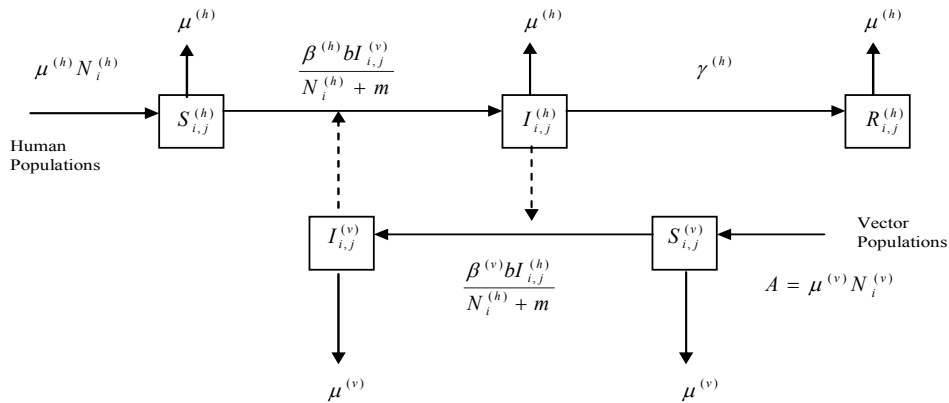 μ^(h)
μ^(h)
μ^(h)
μ^(h) N_i^(h)
β^(h) b I_{i,j}^(v) / N_i^(h) + m
γ^(h)
S_{i,j}^(h)
I_{i,j}^(h)
R_{i,j}^(h)
Human
Populations
I_{i,j}^(v)
S_{i,j}^(v)
Vector
Populations
β^(v) b I_{i,j}^(h) / N_i^(h) + m
A = μ^(v) N_i^(v)
μ^(v)
μ^(v)